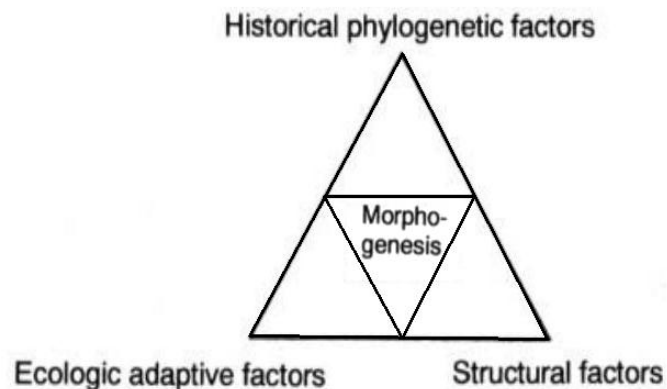 Historical phylogenetic factors
Morpho-
genesis
Ecologic adaptive factors
Structural factors